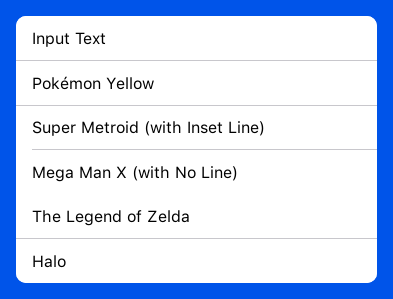 Input Text
Pokémon Yellow
Super Metroid (with Inset Line)
Mega Man X (with No Line)
The Legend of Zelda
Halo